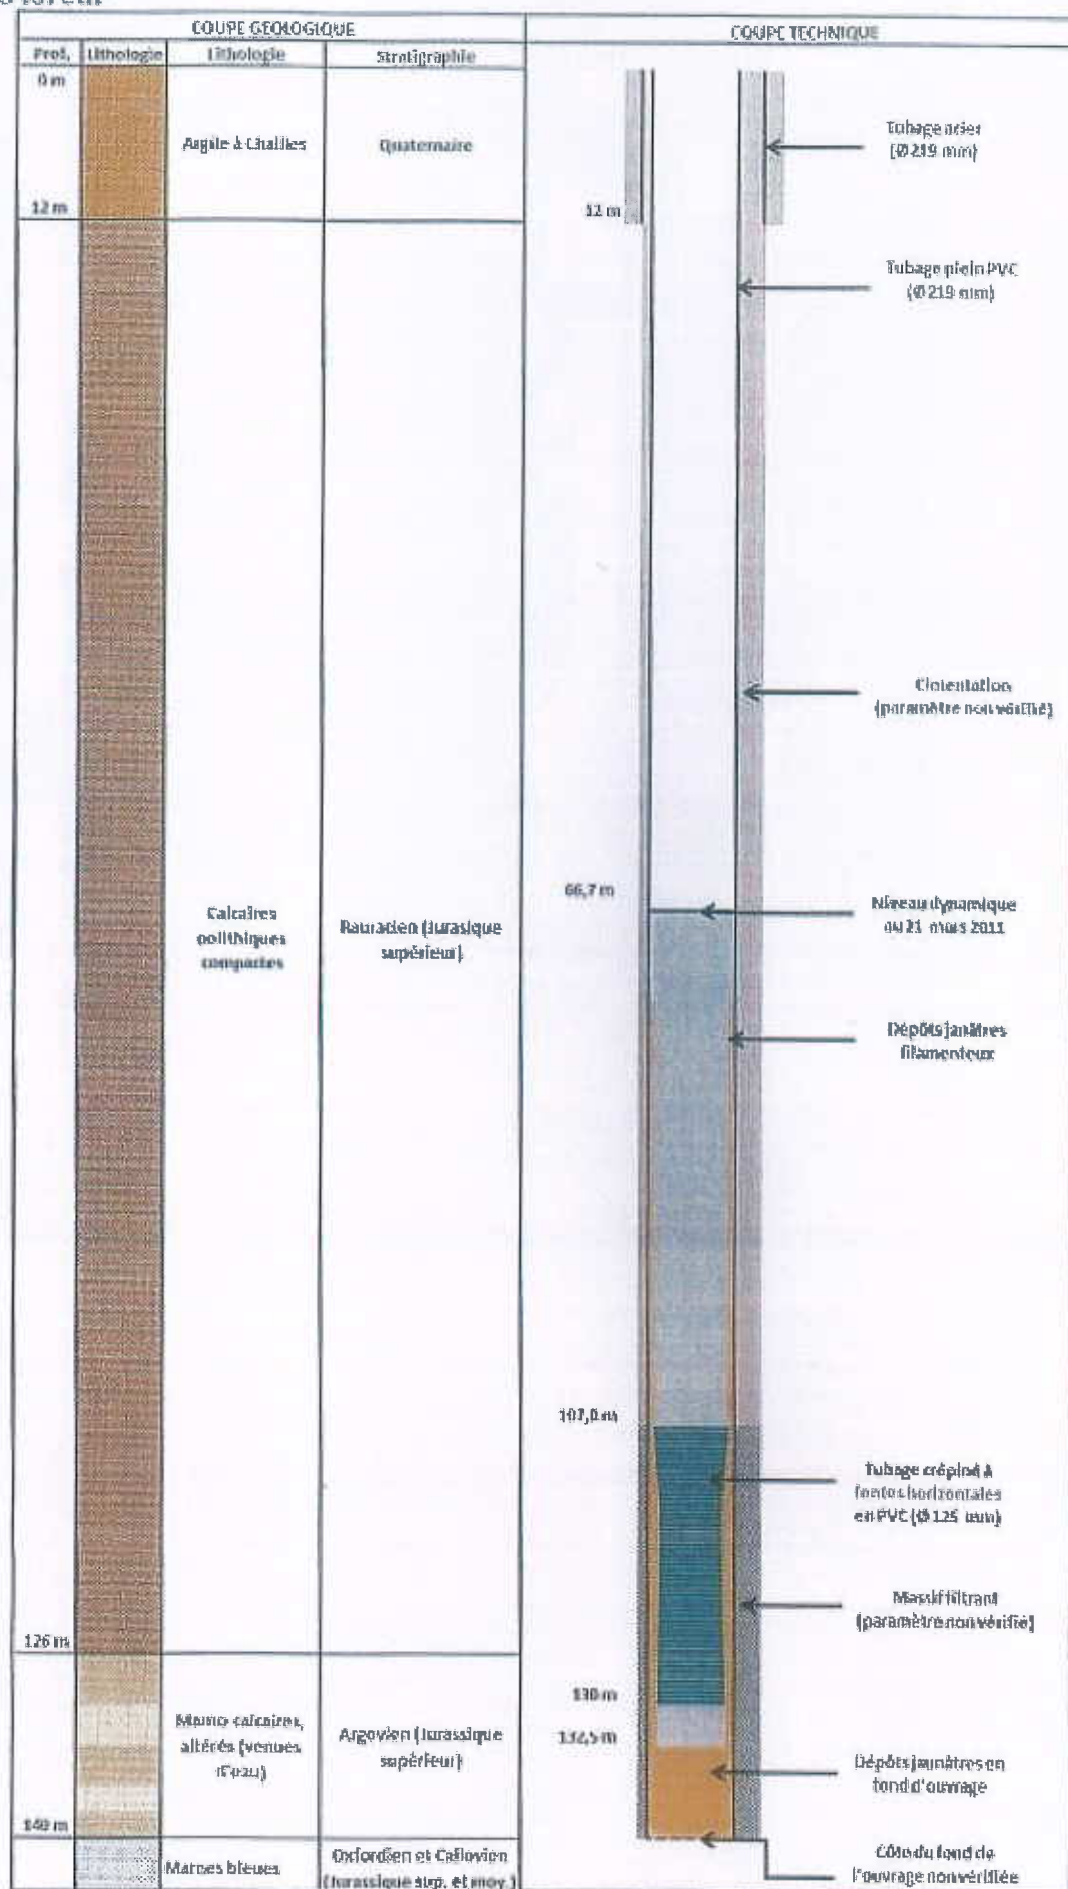 COUPE GEOLOGIQUE
COUPE TECHNIQUE
Prof.
Lithologie
Lithologie
Stratigraphie
0 m
Argile à Chailles
Quaternaire
Tubage acier
(Ø 219 mm)
12 m
12 m
Tubage plein PVC
(Ø 219 mm)
Cimentation
(paramètre non vérifié)
66,7 m
Niveau dynamique
au 21 mars 2011
Calcaires
oolithiques
compactes
Rauracien (Jurasique
supérieur)
Dépôts janâtres
filamenteux
107,0 m
Tubage crépiné à
fentes horizontales
en PVC (Ø 125 mm)
Massif filtrant
(paramètre non vérifié)
126 m
130 m
132,5 m
Marno calcaires,
altérés (venues
d'eau)
Argovien (Jurassique
supérieur)
Dépôts jaunâtres en
fond d'ouvrage
140 m
Marnes bleues
Oxfordien et Callovien
(Jurassique sup. et moy.)
Côte du fond de
l'ouvrage non vérifiée